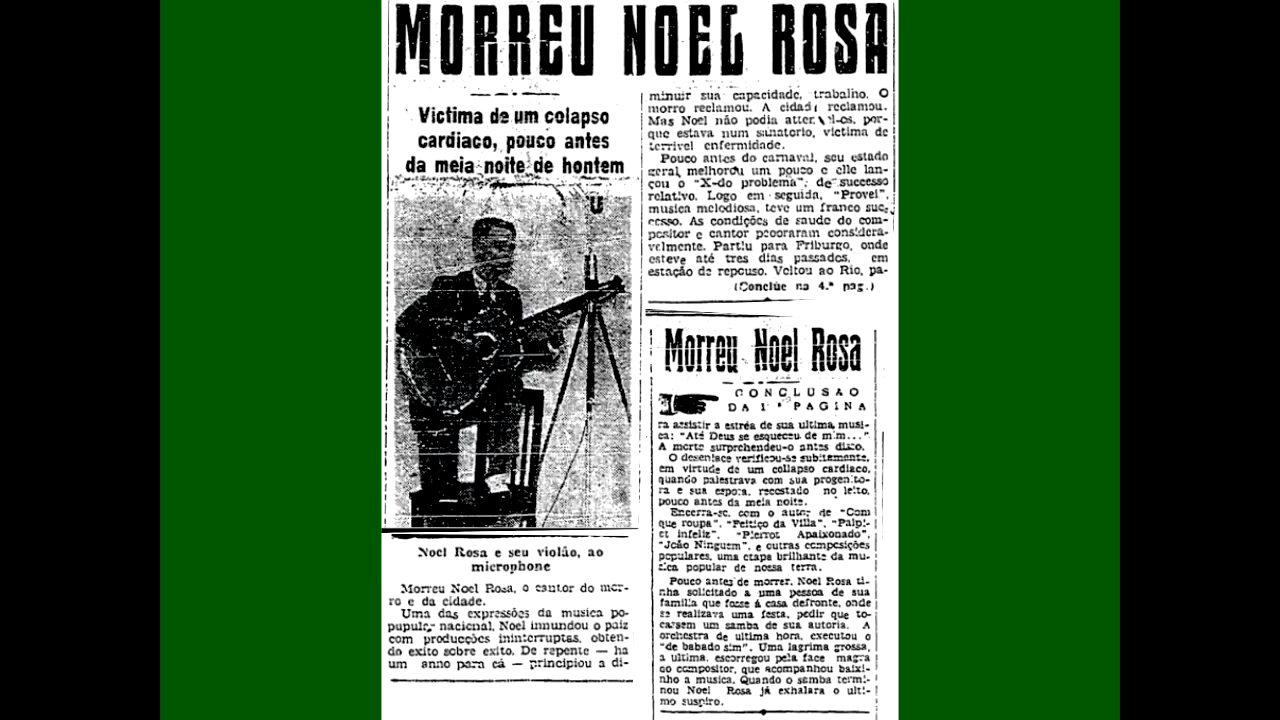 MORREU NOEL ROSA
Victima de um colapso
cardiaco, pouco antes
da meia noite de hontem
Noel Rosa e seu violão, ao
microphone
Morreu Noel Rosa, o cantor do mor-
ro e da cidade.
Uma das expressões da musica po-
pular nacional, Noel innundou o paiz
com producções ininterruptas, obten-
do exito sobre exito. De repente — ha
um anno para cá — principiou a di-
minuir sua capacidade, trabalho. O
morro reclamou. A cidade reclamou.
Mas Noel não podia attendel-os, por-
que estava num sanatorio, victima de
terrivel enfermidade.
Pouco antes do carnaval, seu estado
geral melhorou um pouco e elle lan-
çou o "X-do problema", de successo
relativo. Logo em seguida, "Provei",
musica melodiosa, teve um franco suc-
cesso. As condições de saude do com-
positor e cantor peoraram considera-
velmente. Partiu para Friburgo, onde
esteve até tres dias passados, em
estação de repouso. Voltou ao Rio, pa-
(Conclúe na 4.ª pag.)
Morreu Noel Rosa
CONCLUSÃO
DA 1ª PAGINA
ra assistir a estréa de sua ultima musi-
ca: "Até Deus se esqueceu de mim..."
A morte surprehendeu-o antes disso.
O desenlace verificou-se subitamente,
em virtude de um collapso cardiaco,
quando palestrava com sua progenito-
ra e sua esposa, recostado no leito,
pouco antes da meia noite.
Encerra-se, com o autor de "Com
que roupa", "Feitiço da Villa", "Palpi-
te infeliz", "Pierrot Apaixonado",
"João Ninguem", e outras composições
populares, uma etapa brilhante da mu-
sica popular de nossa terra.
Pouco antes de morrer, Noel Rosa ti-
nha solicitado a uma pessoa de sua
familia que fosse á casa defronte, onde
se realizava uma festa, pedir que to-
cassem um samba de sua autoria. A
orchestra de ultima hora, executou o
"de babado sim". Uma lagrima grossa,
a ultima, escorregou pela face magra
do compositor, que acompanhou baixi-
nho a musica. Quando o samba termi-
nou Noel Rosa já exhalara o ulti-
mo suspiro.